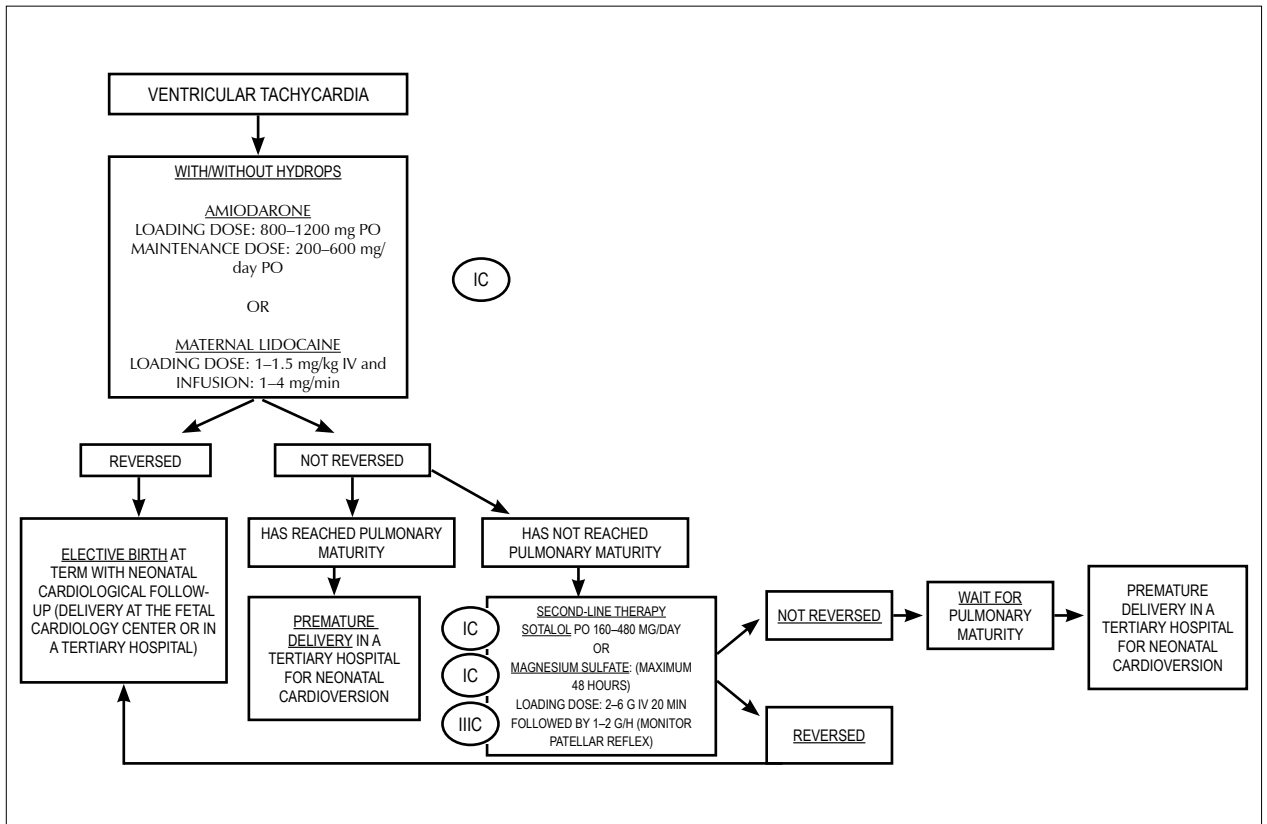 VENTRICULAR TACHYCARDIA
WITH/WITHOUT HYDROPS
AMIODARONE
LOADING DOSE: 800–1200 mg PO
MAINTENANCE DOSE: 200–600 mg/
day PO
OR
MATERNAL LIDOCAINE
LOADING DOSE: 1–1.5 mg/kg IV and
INFUSION: 1–4 mg/min
IC
REVERSED
NOT REVERSED
ELECTIVE BIRTH AT
TERM WITH NEONATAL
CARDIOLOGICAL FOLLOW-
UP (DELIVERY AT THE FETAL
CARDIOLOGY CENTER OR IN
A TERTIARY HOSPITAL)
HAS REACHED PULMONARY
MATURITY
HAS NOT REACHED
PULMONARY MATURITY
PREMATURE
DELIVERY IN A
TERTIARY HOSPITAL
FOR NEONATAL
CARDIOVERSION
IC
IC
IIIC
SECOND-LINE THERAPY
SOTALOL PO 160–480 MG/DAY
OR
MAGNESIUM SULFATE: (MAXIMUM
48 HOURS)
LOADING DOSE: 2–6 G IV 20 MIN
FOLLOWED BY 1–2 G/H (MONITOR
PATELLAR REFLEX)
NOT REVERSED
WAIT FOR
PULMONARY
MATURITY
PREMATURE
DELIVERY IN A
TERTIARY HOSPITAL
FOR NEONATAL
CARDIOVERSION
REVERSED